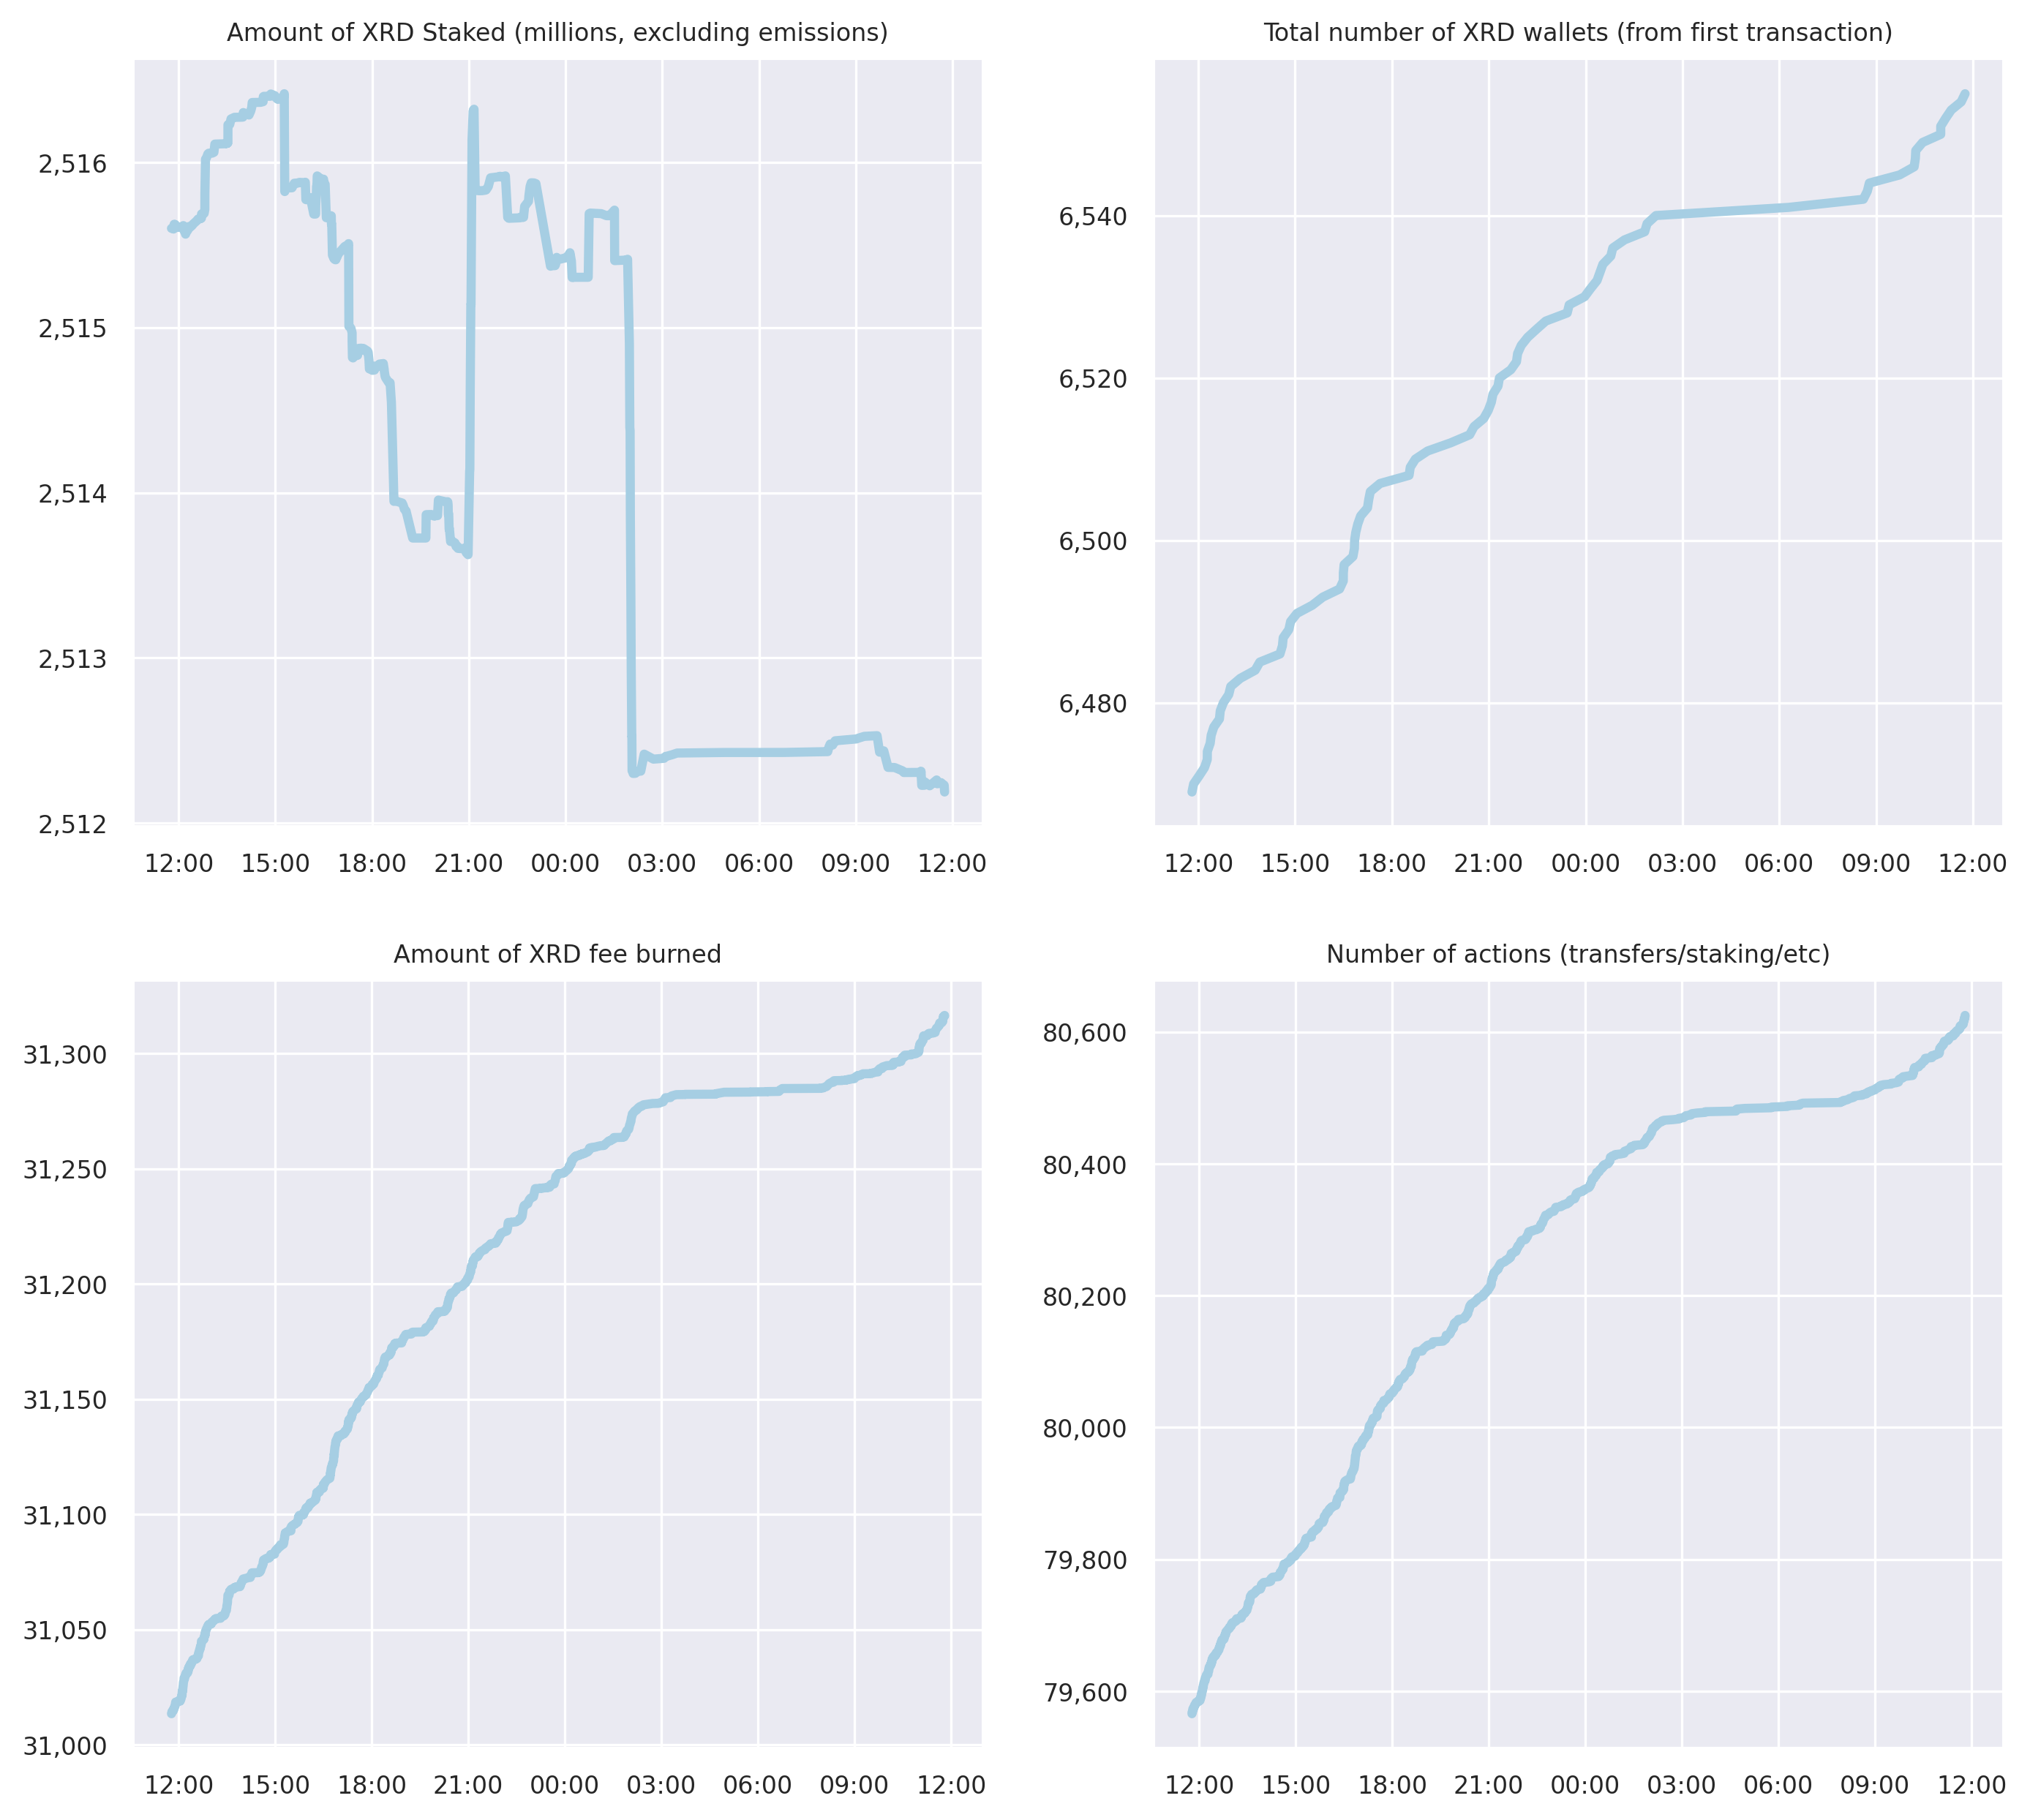 Amount of XRD Staked (millions, excluding emissions)
2,516
2,515
2,514
2,513
2,512
12:00 15:00 18:00 21:00 00:00 03:00 06:00 09:00 12:00
Total number of XRD wallets (from first transaction)
6,540
6,520
6,500
6,480
12:00 15:00 18:00 21:00 00:00 03:00 06:00 09:00 12:00
Amount of XRD fee burned
31,300
31,250
31,200
31,150
31,100
31,050
31,000
12:00 15:00 18:00 21:00 00:00 03:00 06:00 09:00 12:00
Number of actions (transfers/staking/etc)
80,600
80,400
80,200
80,000
79,800
79,600
12:00 15:00 18:00 21:00 00:00 03:00 06:00 09:00 12:00